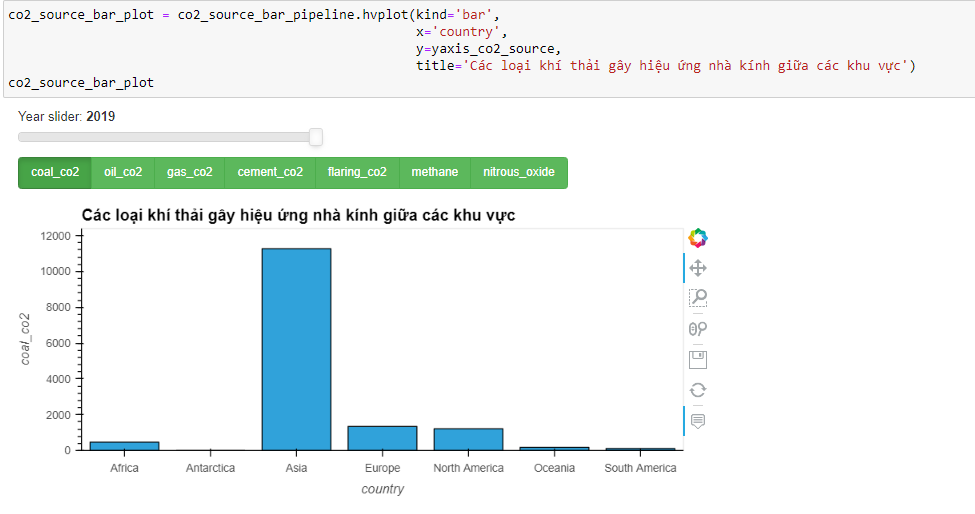 co2_source_bar_plot = co2_source_bar_pipeline.hvplot(kind='bar',
x='country',
y=yaxis_co2_source,
title='Các loại khí thải gây hiệu ứng nhà kính giữa các khu vực')
co2_source_bar_plot
Year slider: 2019
coal_co2 oil_co2 gas_co2 cement_co2 flaring_co2 methane nitrous_oxide
Các loại khí thải gây hiệu ứng nhà kính giữa các khu vực
12000
10000
8000
6000
4000
2000
0
coal_co2
Africa Antarctica Asia Europe North America Oceania South America
country